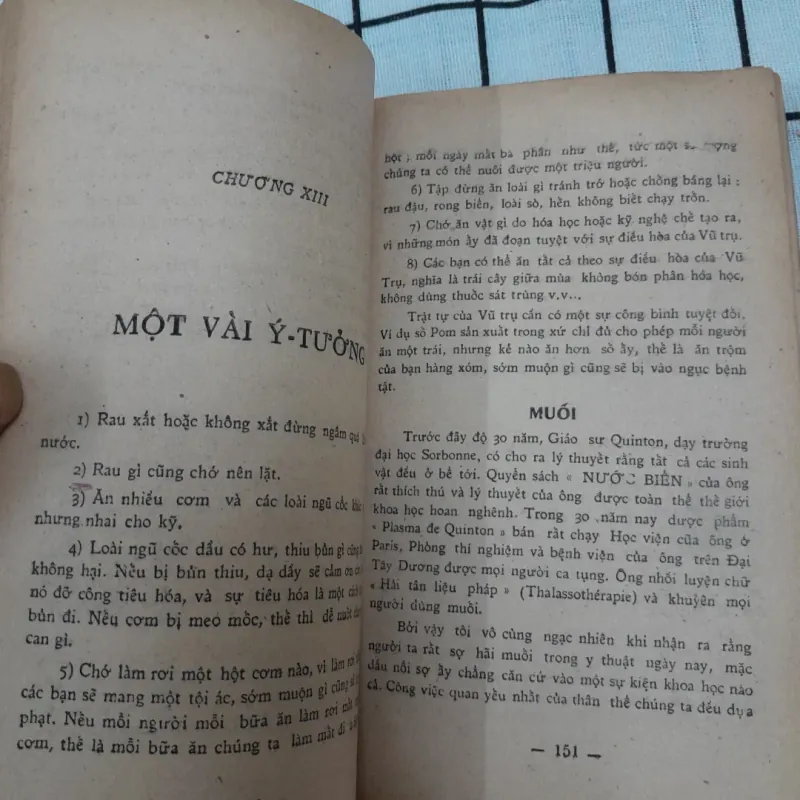 CHƯƠNG XIII
MỘT VÀI Ý-TƯỞNG
1) Rau xắt hoặc không xắt đừng ngâm quá
nước.
2) Rau gì cũng chớ nên lặt.
3) Ăn nhiều cơm và các loài ngũ cốc
nhưng nhai cho kỹ.
4) Loài ngũ cốc dầu có hư, thiu bủn gì cũng
không hại. Nếu bị bủn thiu, dạ dầy sẽ cám ơn
nó đỡ công tiêu hóa, và sự tiêu hóa là một cách
bủn đi. Nếu cơm bị meo mốc, thế thì dễ nuốt
can gì.
5) Chớ làm rơi một hột cơm nào, vì làm rơi
các bạn sẽ mang một tội ác, sớm muộn gì cũng sẽ
phạt. Nếu mỗi người mỗi bữa ăn làm rơi mất
cơm, thế là mỗi bữa ăn chúng ta làm mất đi
hột ; mỗi ngày mất ba phần như thế, tức một
chúng ta có thể nuôi được một triệu người.
6) Tập đừng ăn loài gì tránh trở hoặc chống báng lại :
rau đậu, rong biển, loài sò, hến không biết chạy trốn.
7) Chớ ăn vật gì do hóa học hoặc kỹ nghệ chế tạo ra,
vì những món ấy đã đoạn tuyệt với sự điều hòa của Vũ trụ.
8) Các bạn có thể ăn tất cả theo sự điều hòa của Vũ
Trụ, nghĩa là trái cây giữa mùa không bón phân hóa học,
không dùng thuốc sát trùng v.v...
Trật tự của Vũ trụ cần có một sự công bình tuyệt đối.
Ví dụ số Pom sản xuất trong xứ chỉ đủ cho phép mỗi người
ăn một trái, nhưng kẻ nào ăn hơn số ấy, thế là ăn trộm
của bạn hàng xóm, sớm muộn gì cũng sẽ bị vào ngục bệnh
tật.
MUỐI
Trước đây độ 30 năm, Giáo sư Quinton, dạy trường
đại học Sorbonne, có cho ra lý thuyết rằng tất cả các sinh
vật đều ở bể tới. Quyển sách « NƯỚC BIỂN » của ông
rất thích thú và lý thuyết của ông được toàn thể thế giới
khoa học hoan nghênh. Trong 30 năm nay dược phẩm
« Plasma de Quinton » bán rất chạy Học viện của ông ở
Paris, Phòng thí nghiệm và bệnh viện của ông trên Đại
Tây Dương được mọi người ca tụng. Ông nhồi luyện chữ
« Hải tân liệu pháp » (Thalassothérapie) và khuyên mọi
người dùng muối.
Bởi vậy tôi vô cùng ngạc nhiên khi nhận ra rằng
người ta rất sợ hãi muối trong y thuật ngày nay, mặc
dầu nỗi sợ ấy chẳng căn cứ vào một sự kiện khoa học nào
cả. Công việc quan yếu nhất của thân thể chúng ta đều dựa
— 151 —